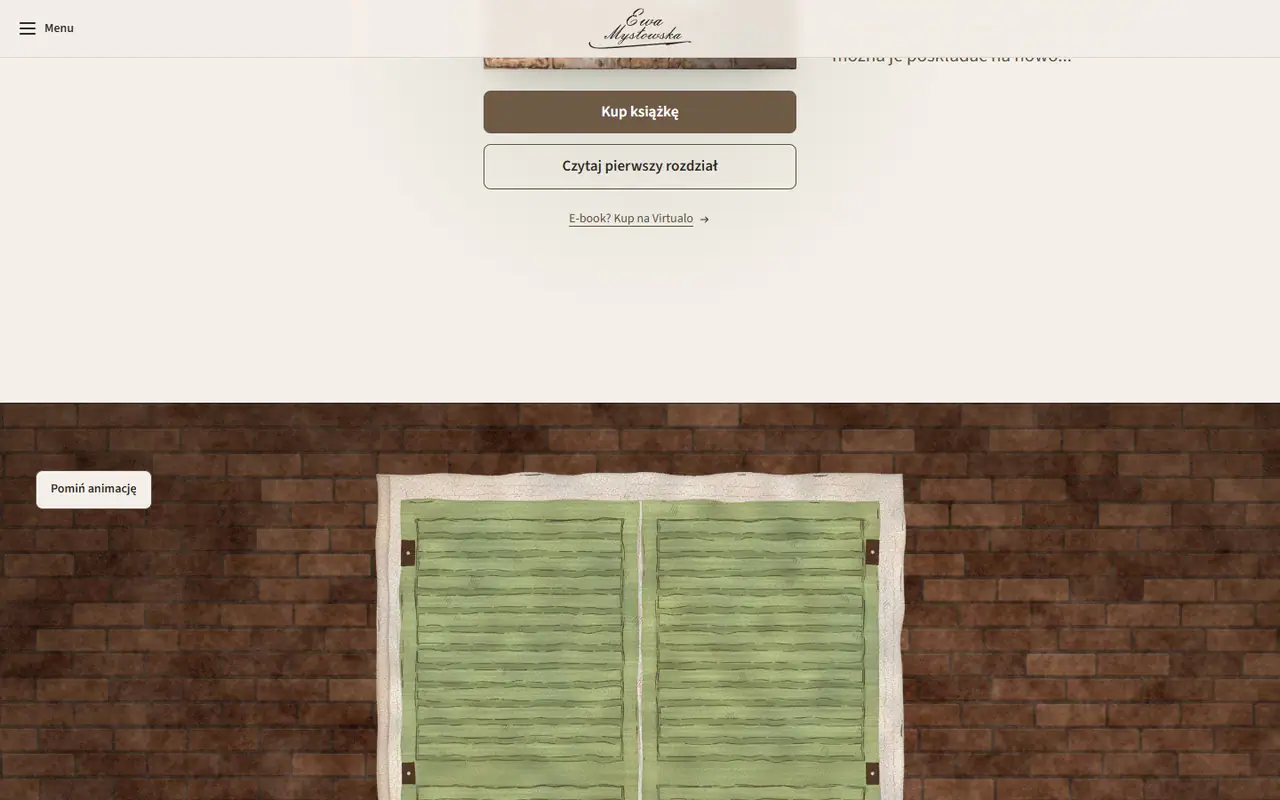 Menu
Ewa
Mysłowska
można je poskładać na nowo...
Kup książkę
Czytaj pierwszy rozdział
E-book? Kup na Virtualo →
Pomiń animację